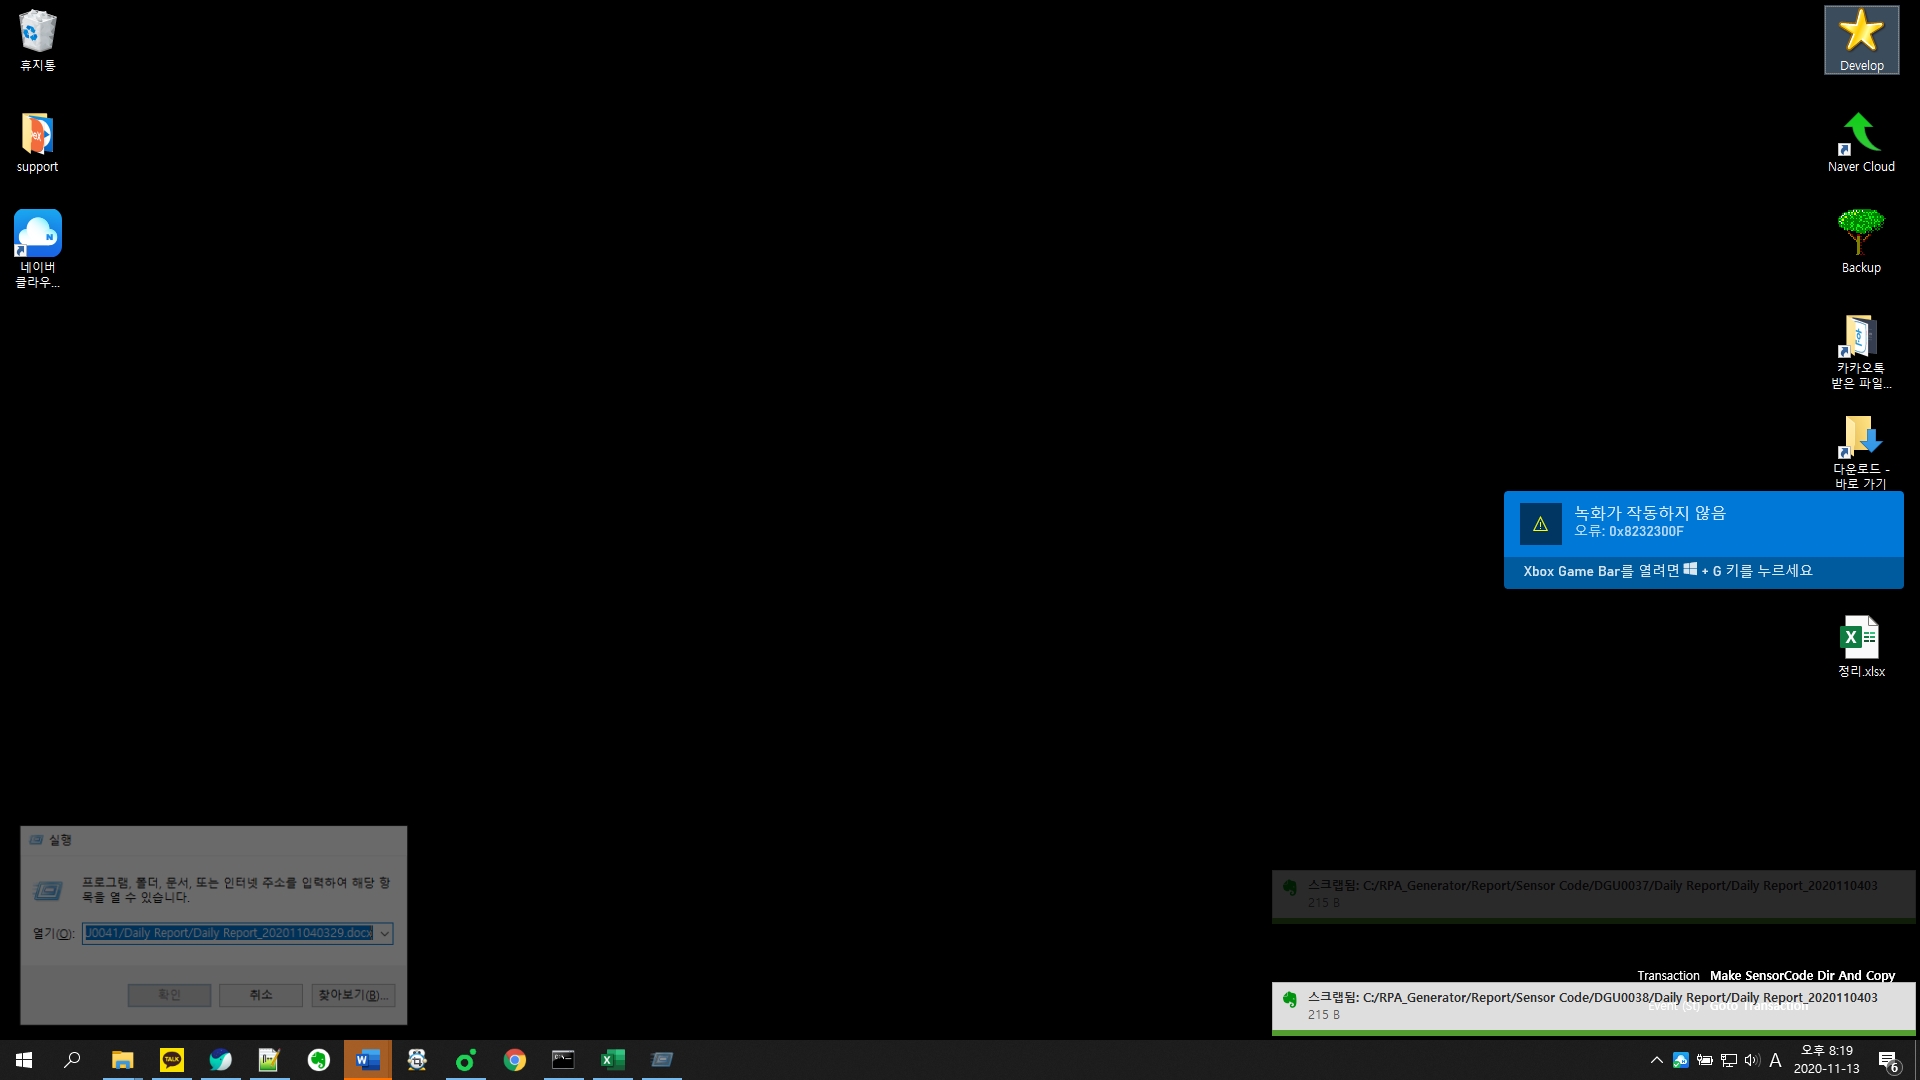 휴지통
support
네이버
클라우...
Develop
Naver Cloud
Backup
카카오톡
받은 파일...
다운로드 -
바로 가기
녹화가 작동하지 않음
오류: 0x8232300F
Xbox Game Bar를 열려면 + G 키를 누르세요
정리.xlsx
실행
프로그램, 폴더, 문서, 또는 인터넷 주소를 입력하여 해당 항
목을 열 수 있습니다.
열기(O):
U0041/Daily Report/Daily Report_202011040329.docx
확인
취소
찾아보기(B)...
스크랩됨: C:/RPA_Generator/Report/Sensor Code/DGU0037/Daily Report/Daily Report_2020110403
215 B
Transaction Make SensorCode Dir And Copy
스크랩됨: C:/RPA_Generator/Report/Sensor Code/DGU0038/Daily Report/Daily Report_2020110403
Event (St) Goto Transaction
215 B
TALK
A
오후 8:19
2020-11-13
6